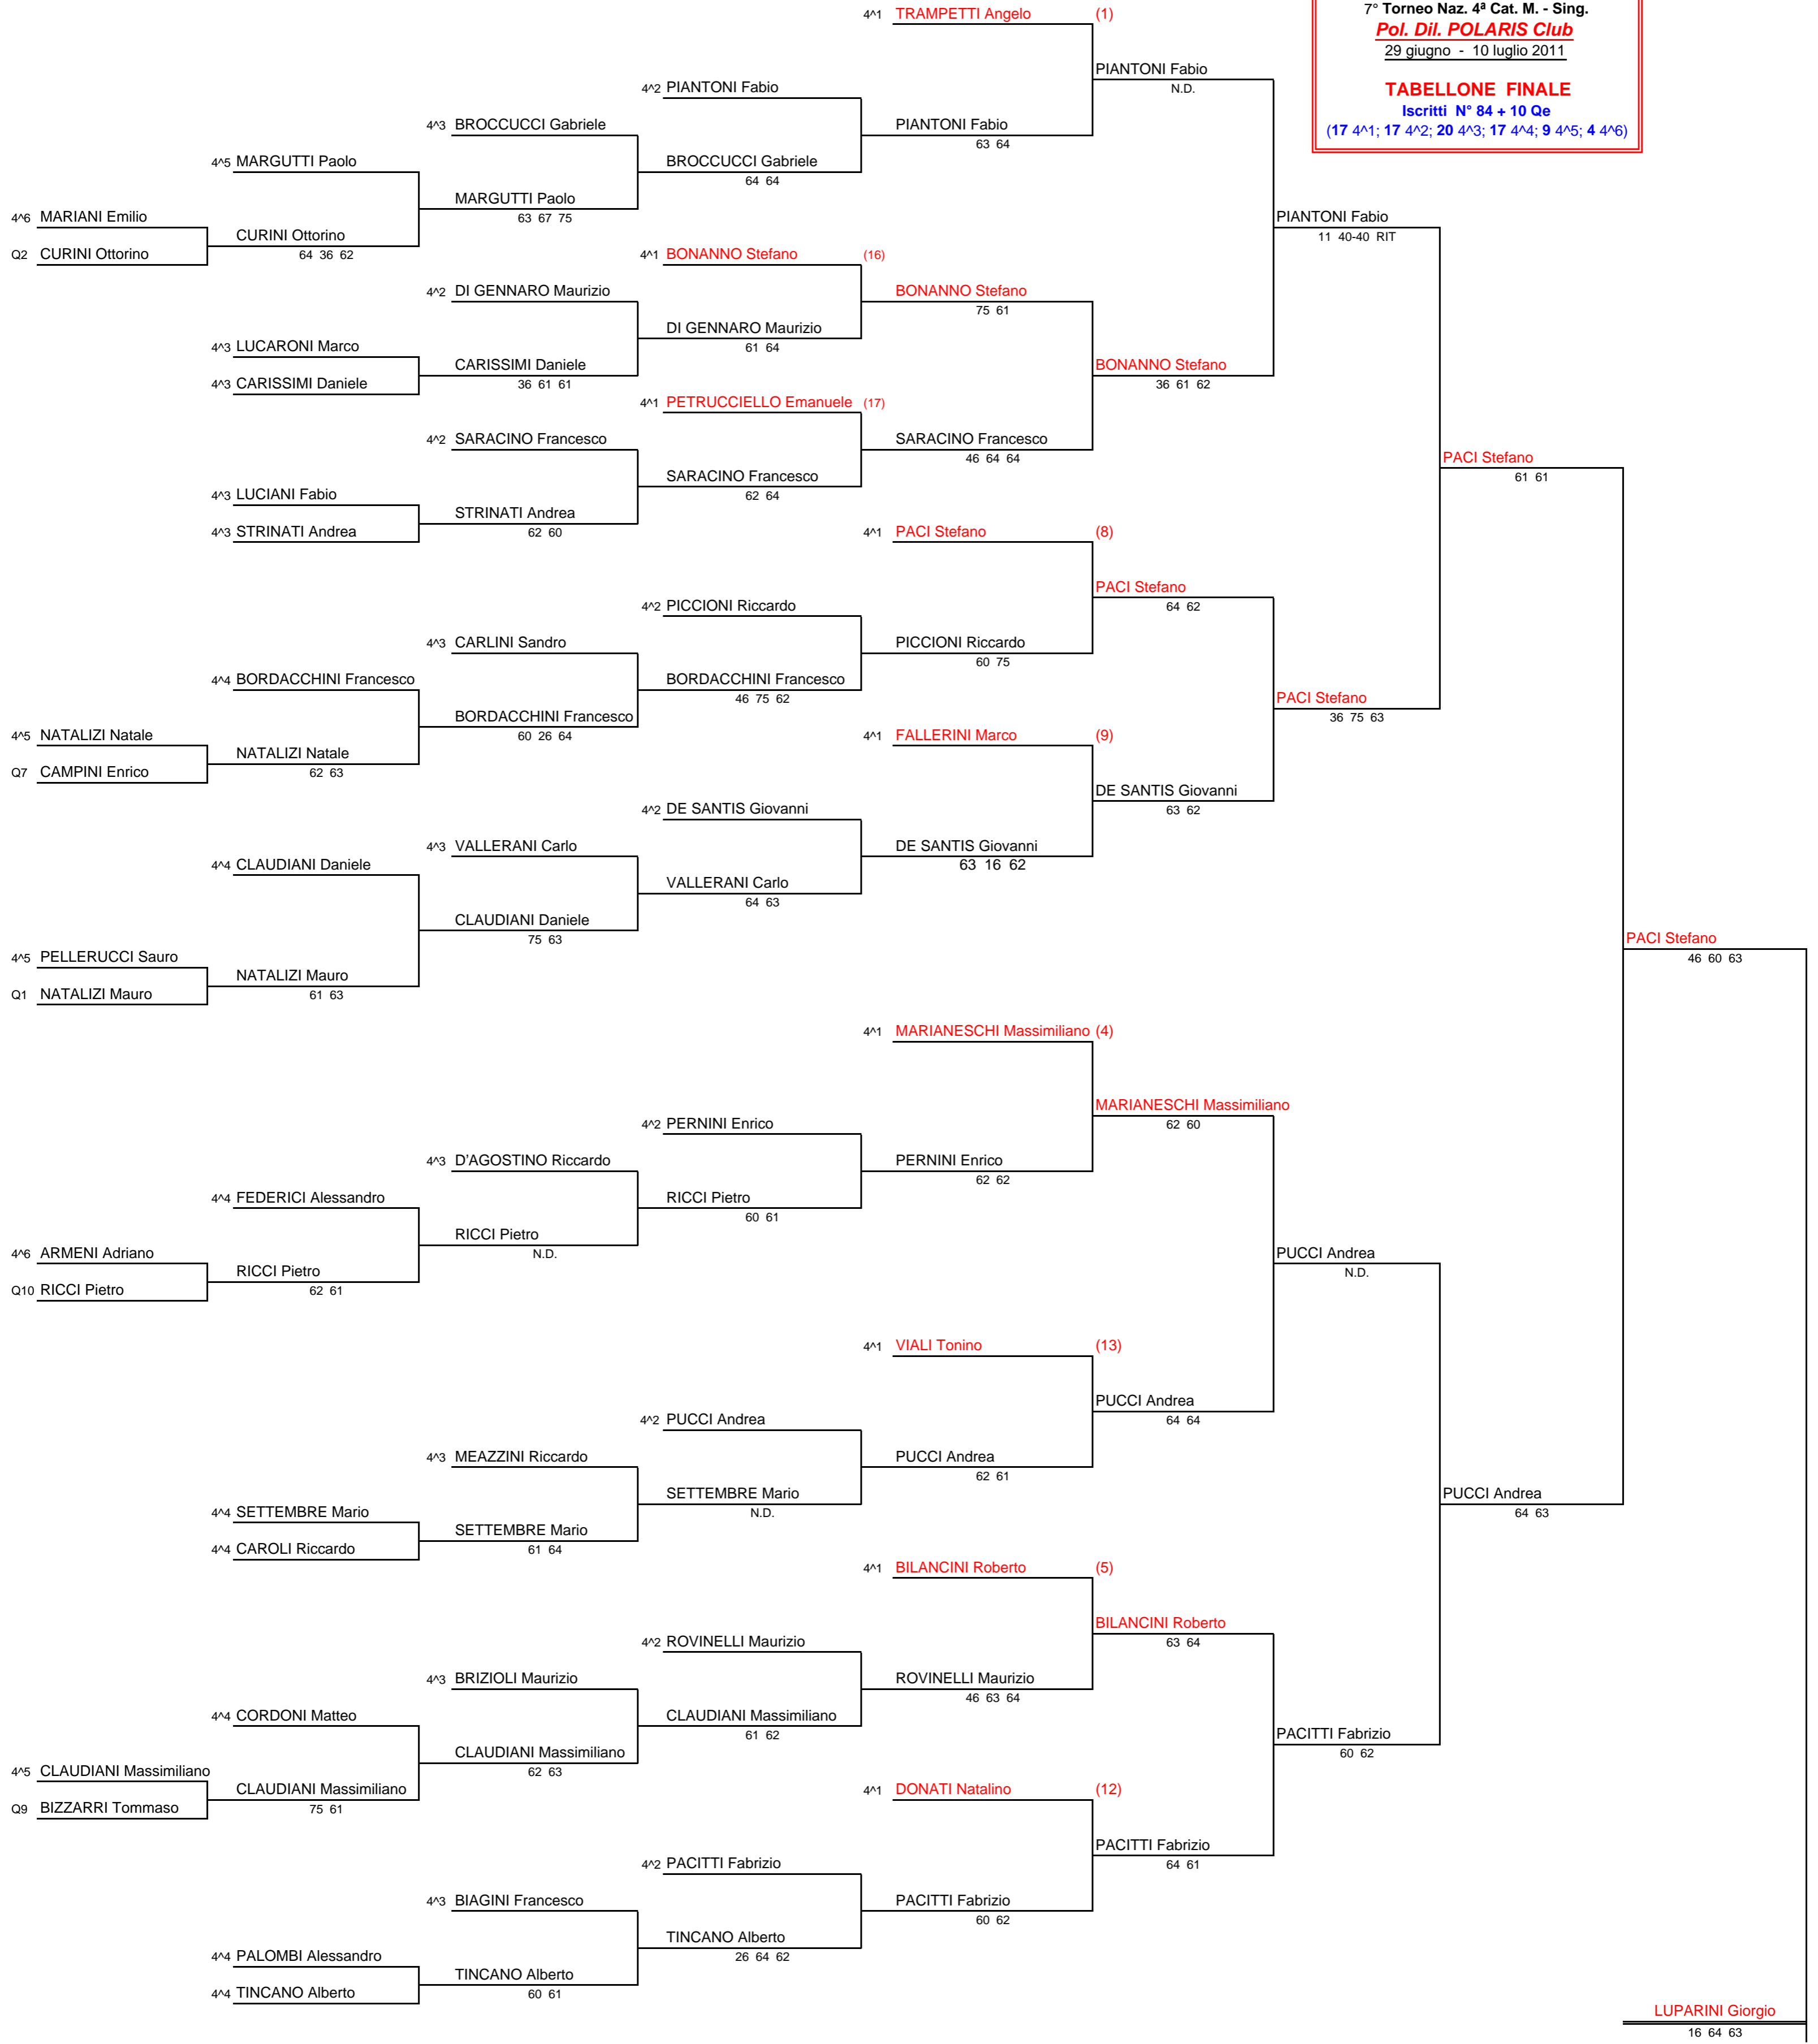 4^1 TRAMPETTI Angelo (1)
7° Torneo Naz. 4ª Cat. M. - Sing.
Pol. Dil. POLARIS Club
29 giugno - 10 luglio 2011
PIANTONI Fabio
N.D.
4^2 PIANTONI Fabio
TABELLONE FINALE
Iscritti N° 84 + 10 Qe
4^3 BROCCUCCI Gabriele
PIANTONI Fabio
(17 4^1; 17 4^2; 20 4^3; 17 4^4; 9 4^5; 4 4^6)
63 64
4^5 MARGUTTI Paolo
BROCCUCCI Gabriele
64 64
MARGUTTI Paolo
63 67 75
4^6 MARIANI Emilio
PIANTONI Fabio
11 40-40 RIT
CURINI Ottorino
64 36 62
Q2 CURINI Ottorino
4^1 BONANNO Stefano (16)
4^2 DI GENNARO Maurizio
BONANNO Stefano
75 61
DI GENNARO Maurizio
61 64
4^3 LUCARONI Marco
CARISSIMI Daniele
36 61 61
BONANNO Stefano
36 61 62
4^3 CARISSIMI Daniele
4^1 PETRUCCIELLO Emanuele (17)
4^2 SARACINO Francesco
SARACINO Francesco
46 64 64
PACI Stefano
61 61
SARACINO Francesco
62 64
4^3 LUCIANI Fabio
STRINATI Andrea
62 60
4^3 STRINATI Andrea
4^1 PACI Stefano (8)
PACI Stefano
64 62
4^2 PICCIONI Riccardo
4^3 CARLINI Sandro
PICCIONI Riccardo
60 75
4^4 BORDACCHINI Francesco
BORDACCHINI Francesco
46 75 62
PACI Stefano
36 75 63
BORDACCHINI Francesco
60 26 64
4^5 NATALIZI Natale
4^1 FALLERINI Marco (9)
NATALIZI Natale
62 63
Q7 CAMPINI Enrico
DE SANTIS Giovanni
63 62
4^2 DE SANTIS Giovanni
4^3 VALLERANI Carlo
DE SANTIS Giovanni
63 16 62
4^4 CLAUDIANI Daniele
VALLERANI Carlo
64 63
CLAUDIANI Daniele
75 63
PACI Stefano
46 60 63
4^5 PELLERUCCI Sauro
NATALIZI Mauro
61 63
Q1 NATALIZI Mauro
4^1 MARIANESCHI Massimiliano (4)
MARIANESCHI Massimiliano
62 60
4^2 PERNINI Enrico
4^3 D'AGOSTINO Riccardo
PERNINI Enrico
62 62
4^4 FEDERICI Alessandro
RICCI Pietro
60 61
RICCI Pietro
N.D.
4^6 ARMENI Adriano
PUCCI Andrea
N.D.
RICCI Pietro
62 61
Q10 RICCI Pietro
4^1 VIALI Tonino (13)
PUCCI Andrea
64 64
4^2 PUCCI Andrea
4^3 MEAZZINI Riccardo
PUCCI Andrea
62 61
SETTEMBRE Mario
N.D.
PUCCI Andrea
64 63
4^4 SETTEMBRE Mario
SETTEMBRE Mario
61 64
4^4 CAROLI Riccardo
4^1 BILANCINI Roberto (5)
BILANCINI Roberto
63 64
4^2 ROVINELLI Maurizio
4^3 BRIZIOLI Maurizio
ROVINELLI Maurizio
46 63 64
4^4 CORDONI Matteo
CLAUDIANI Massimiliano
61 62
PACITTI Fabrizio
60 62
CLAUDIANI Massimiliano
62 63
4^5 CLAUDIANI Massimiliano
CLAUDIANI Massimiliano
75 61
4^1 DONATI Natalino (12)
Q9 BIZZARRI Tommaso
PACITTI Fabrizio
64 61
4^2 PACITTI Fabrizio
4^3 BIAGINI Francesco
PACITTI Fabrizio
60 62
TINCANO Alberto
26 64 62
4^4 PALOMBI Alessandro
TINCANO Alberto
60 61
4^4 TINCANO Alberto
LUPARINI Giorgio
16 64 63